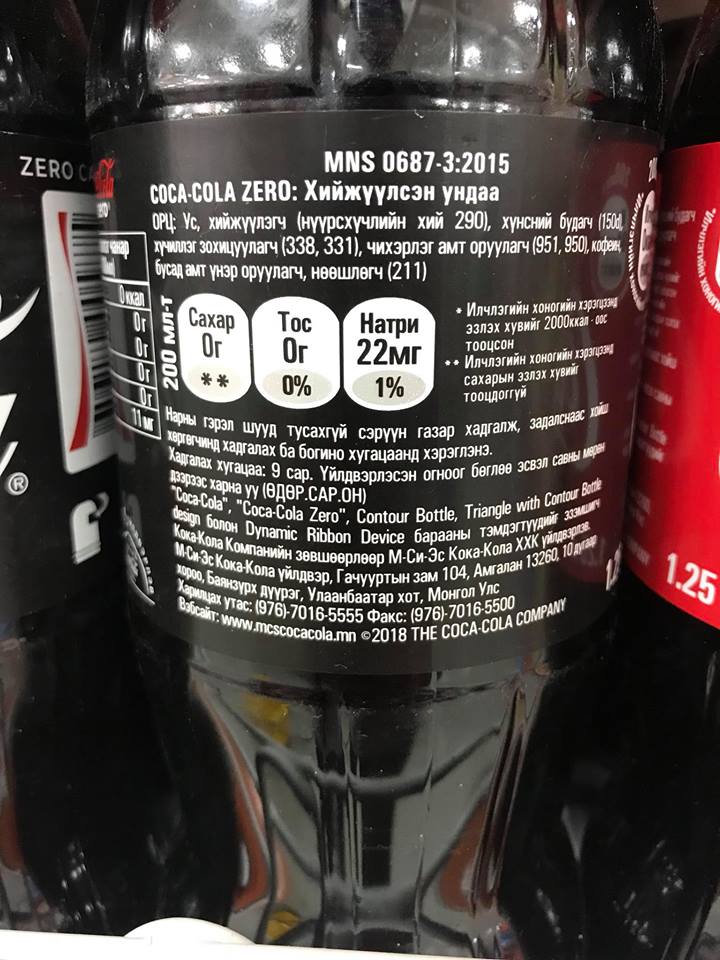 MNS 0687-3:2015
COCA-COLA ZERO: Хийжүүлсэн ундаа
ОРЦ: Ус, хийжүүлэгч (нүүрсхүчлийн хий 290), хүнсний будагч (150d),
хүчиллэг зохицуулагч (338, 331), чихэрлэг амт оруулагч (951, 950), кофеин,
бусад амт үнэр оруулагч, нөөшлөгч (211)
200 МЛ-Т
Сахар
0г
**
Тос
0г
0%
Натри
22мг
1%
* Илчлэгийн хоногийн хэрэгцээнд
эзлэх хувийг 2000ккал - оос
тооцсон
** Илчлэгийн хоногийн хэрэгцээнд
сахарын эзлэх хувийг
тооцдоггүй
Нарны гэрэл шууд тусахгүй сэрүүн газар хадгалж, задалснаас хойш
хөргөгчинд хадгалах ба богино хугацаанд хэрэглэнэ.
Хадгалах хугацаа: 9 сар. Үйлдвэрлэсэн огноог бөглөө эсвэл савны мөрөн
дээрээс харна уу (ӨДӨР.САР.ОН)
"Coca-Cola", "Coca-Cola Zero", Contour Bottle, Triangle with Contour Bottle
design болон Dynamic Ribbon Device барааны тэмдэгтүүдийг эзэмшигч
Кока-Кола Компанийн зөвшөөрлөөр М-Си-Эс Кока-Кола ХХК үйлдвэрлэв.
М-Си-Эс Кока-Кола үйлдвэр, Гачууртын зам 104, Амгалан 13260, 10 дугаар
хороо, Баянзүрх дүүрэг, Улаанбаатар хот, Монгол Улс
Харилцах утас: (976)-7016-5555 Факс: (976)-7016-5500
Вэбсайт: www.mcscocacola.mn ©2018 THE COCA-COLA COMPANY
ZERO
0 ккал
0г
0г
0г
0г
11 мг
®
1.25